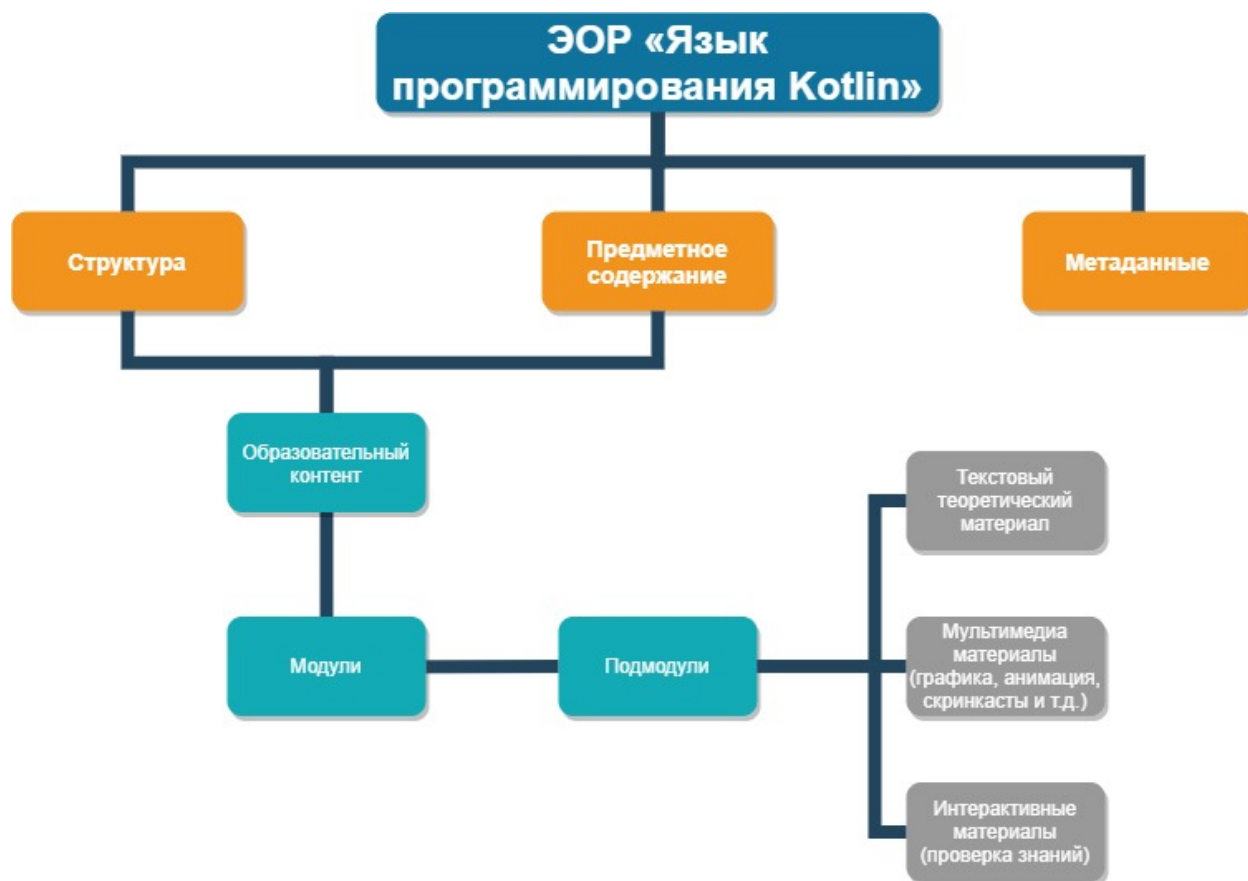 ЭОР «Язык
программирования Kotlin»
Структура
Предметное
содержание
Метаданные
Образовательный
контент
Текстовый
теоретический
материал
Модули
Подмодули
Мультимедиа
материалы
(графика, анимация,
скринкасты и т.д.)
Интерактивные
материалы
(проверка знаний)